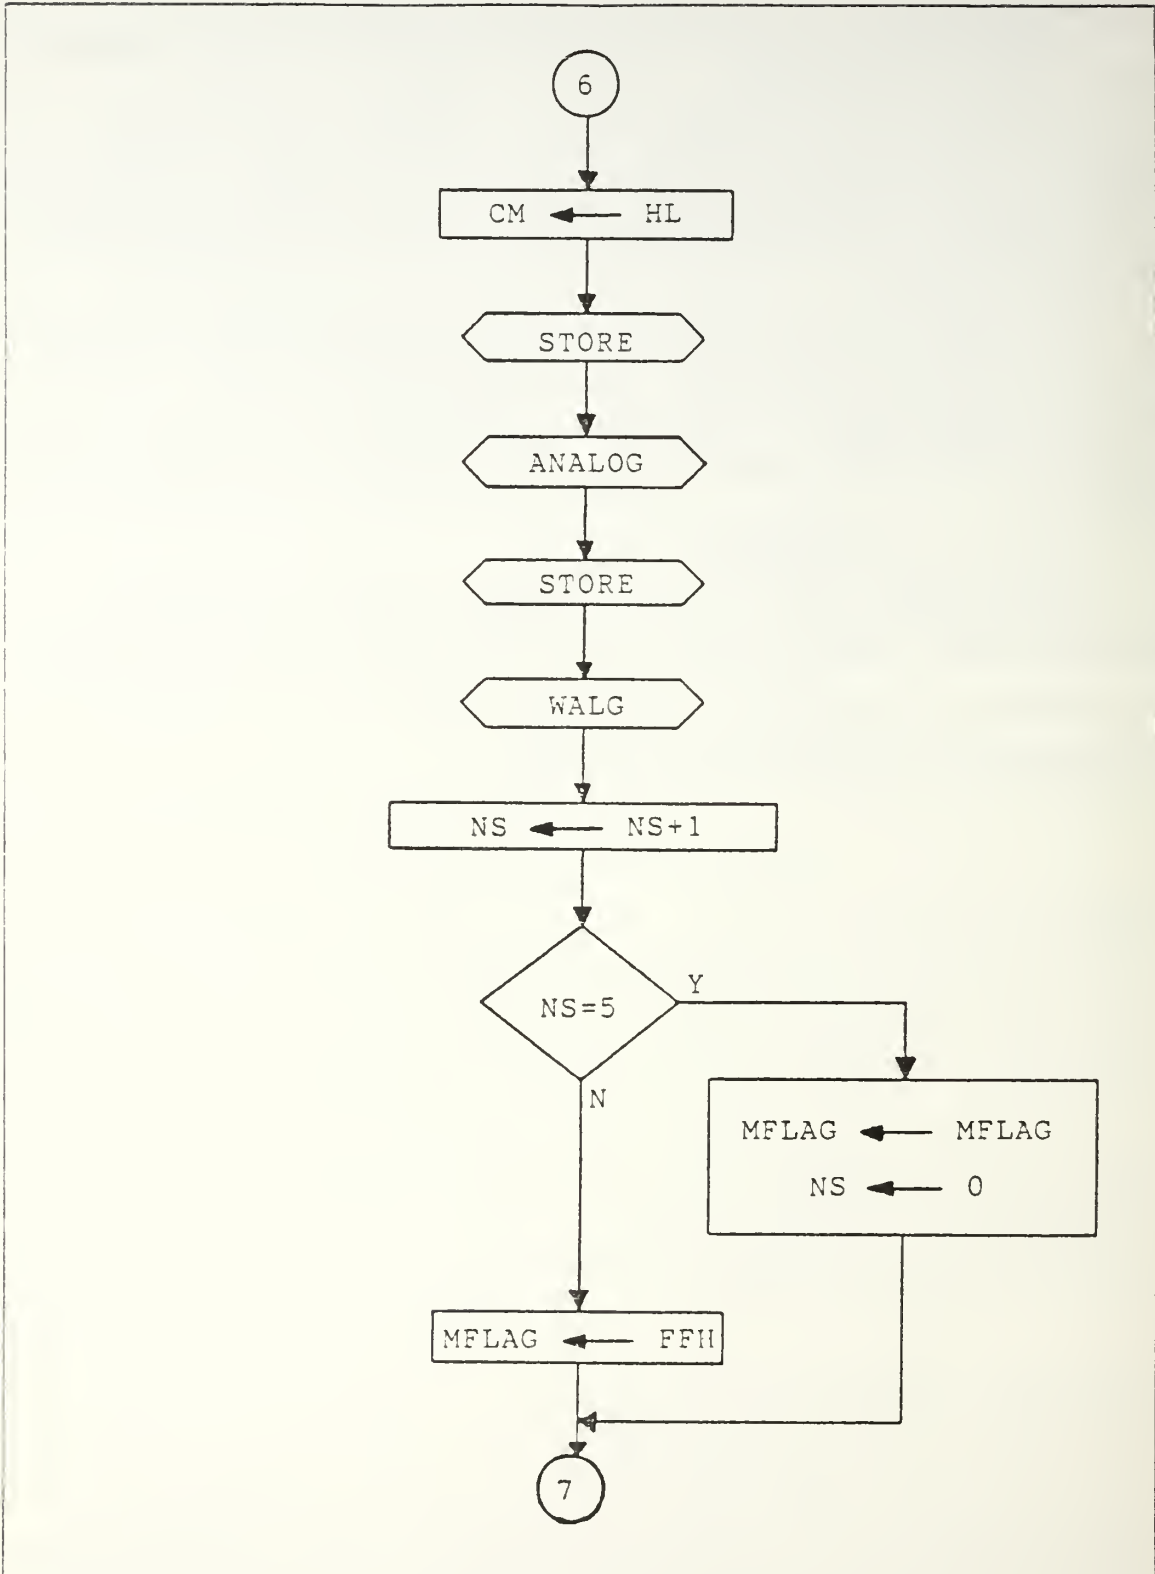 6
CM ← HL
STORE
ANALOG
STORE
WALG
NS ← NS+1
NS=5
Y
N
MFLAG ← MFLAG
NS ← 0
MFLAG ← FFH
7